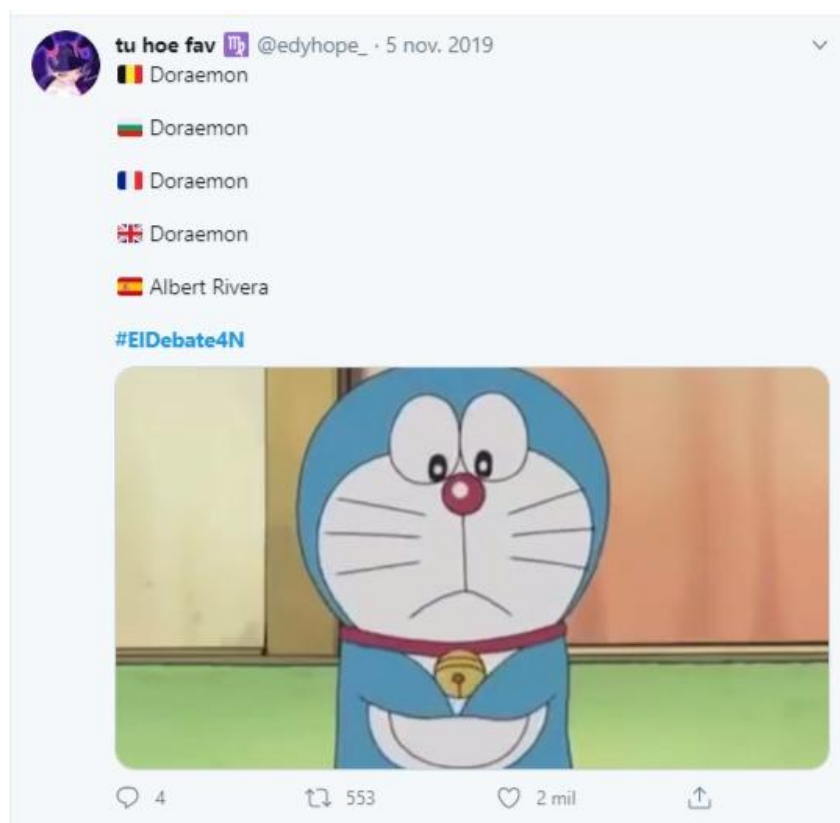 tu hoe fav ♍ @edyhope_ · 5 nov. 2019
🇧🇪 Doraemon
🇧🇬 Doraemon
🇫🇷 Doraemon
🇬🇧 Doraemon
🇪🇸 Albert Rivera
#ElDebate4N
4 553 2 mil